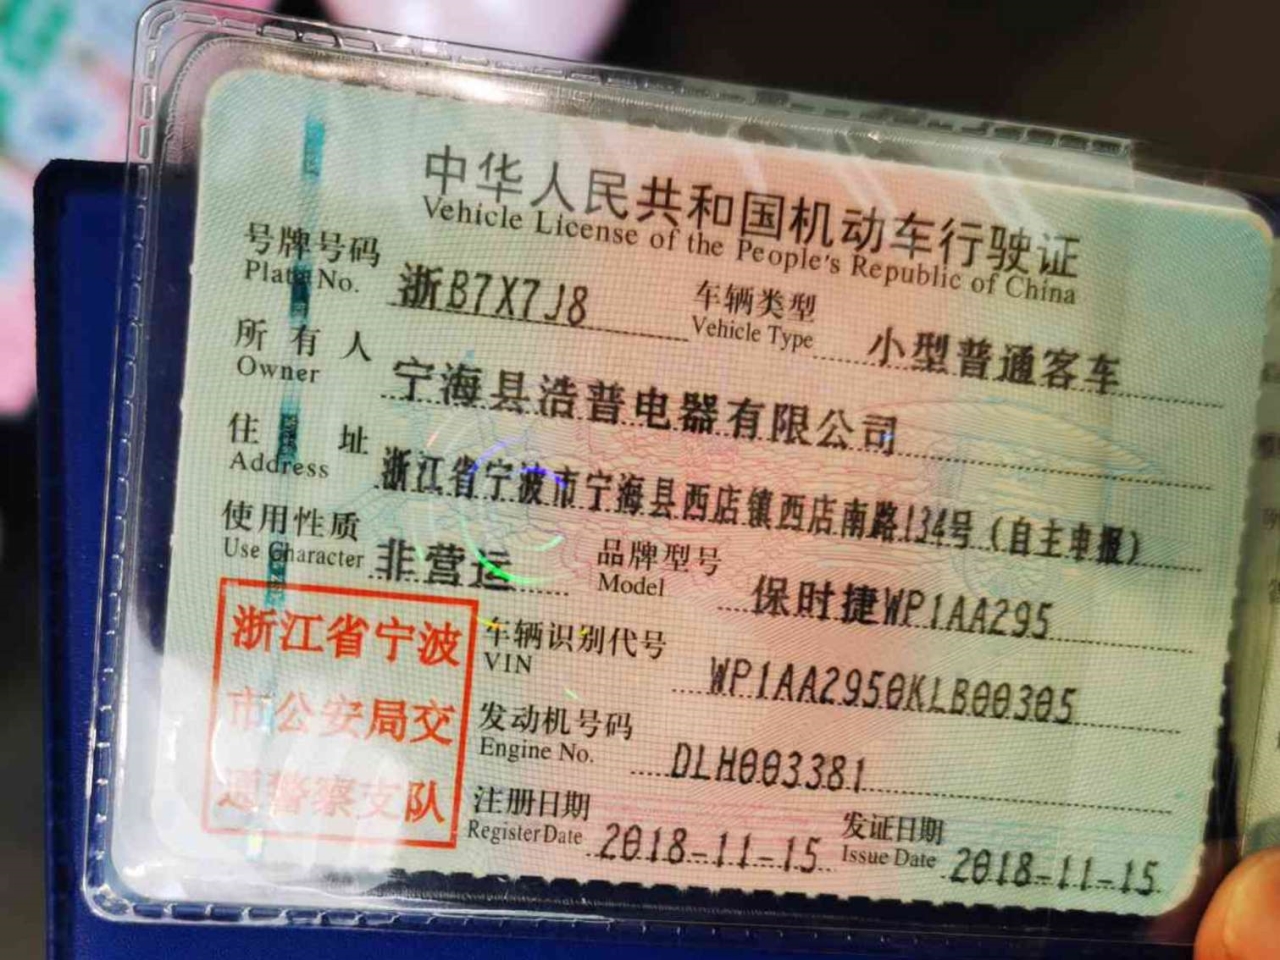 中华人民共和国机动车行驶证
Vehicle License of the People's Republic of China
号牌号码 浙B7X7J8 车辆类型 小型普通客车
Plate No. Vehicle Type
所有人 宁海县浩普电器有限公司
Owner
住址 浙江省宁波市宁海县西店镇西店南路134号（自主申报）
Address
使用性质 非营运 品牌型号 保时捷WP1AA295
Use Character Model
浙江省宁波
市公安局交
通警察支队
车辆识别代号 WP1AA2950KLB00305
VIN
发动机号码 DLH003381
Engine No.
注册日期 2018-11-15 发证日期 2018-11-15
Register Date Issue Date